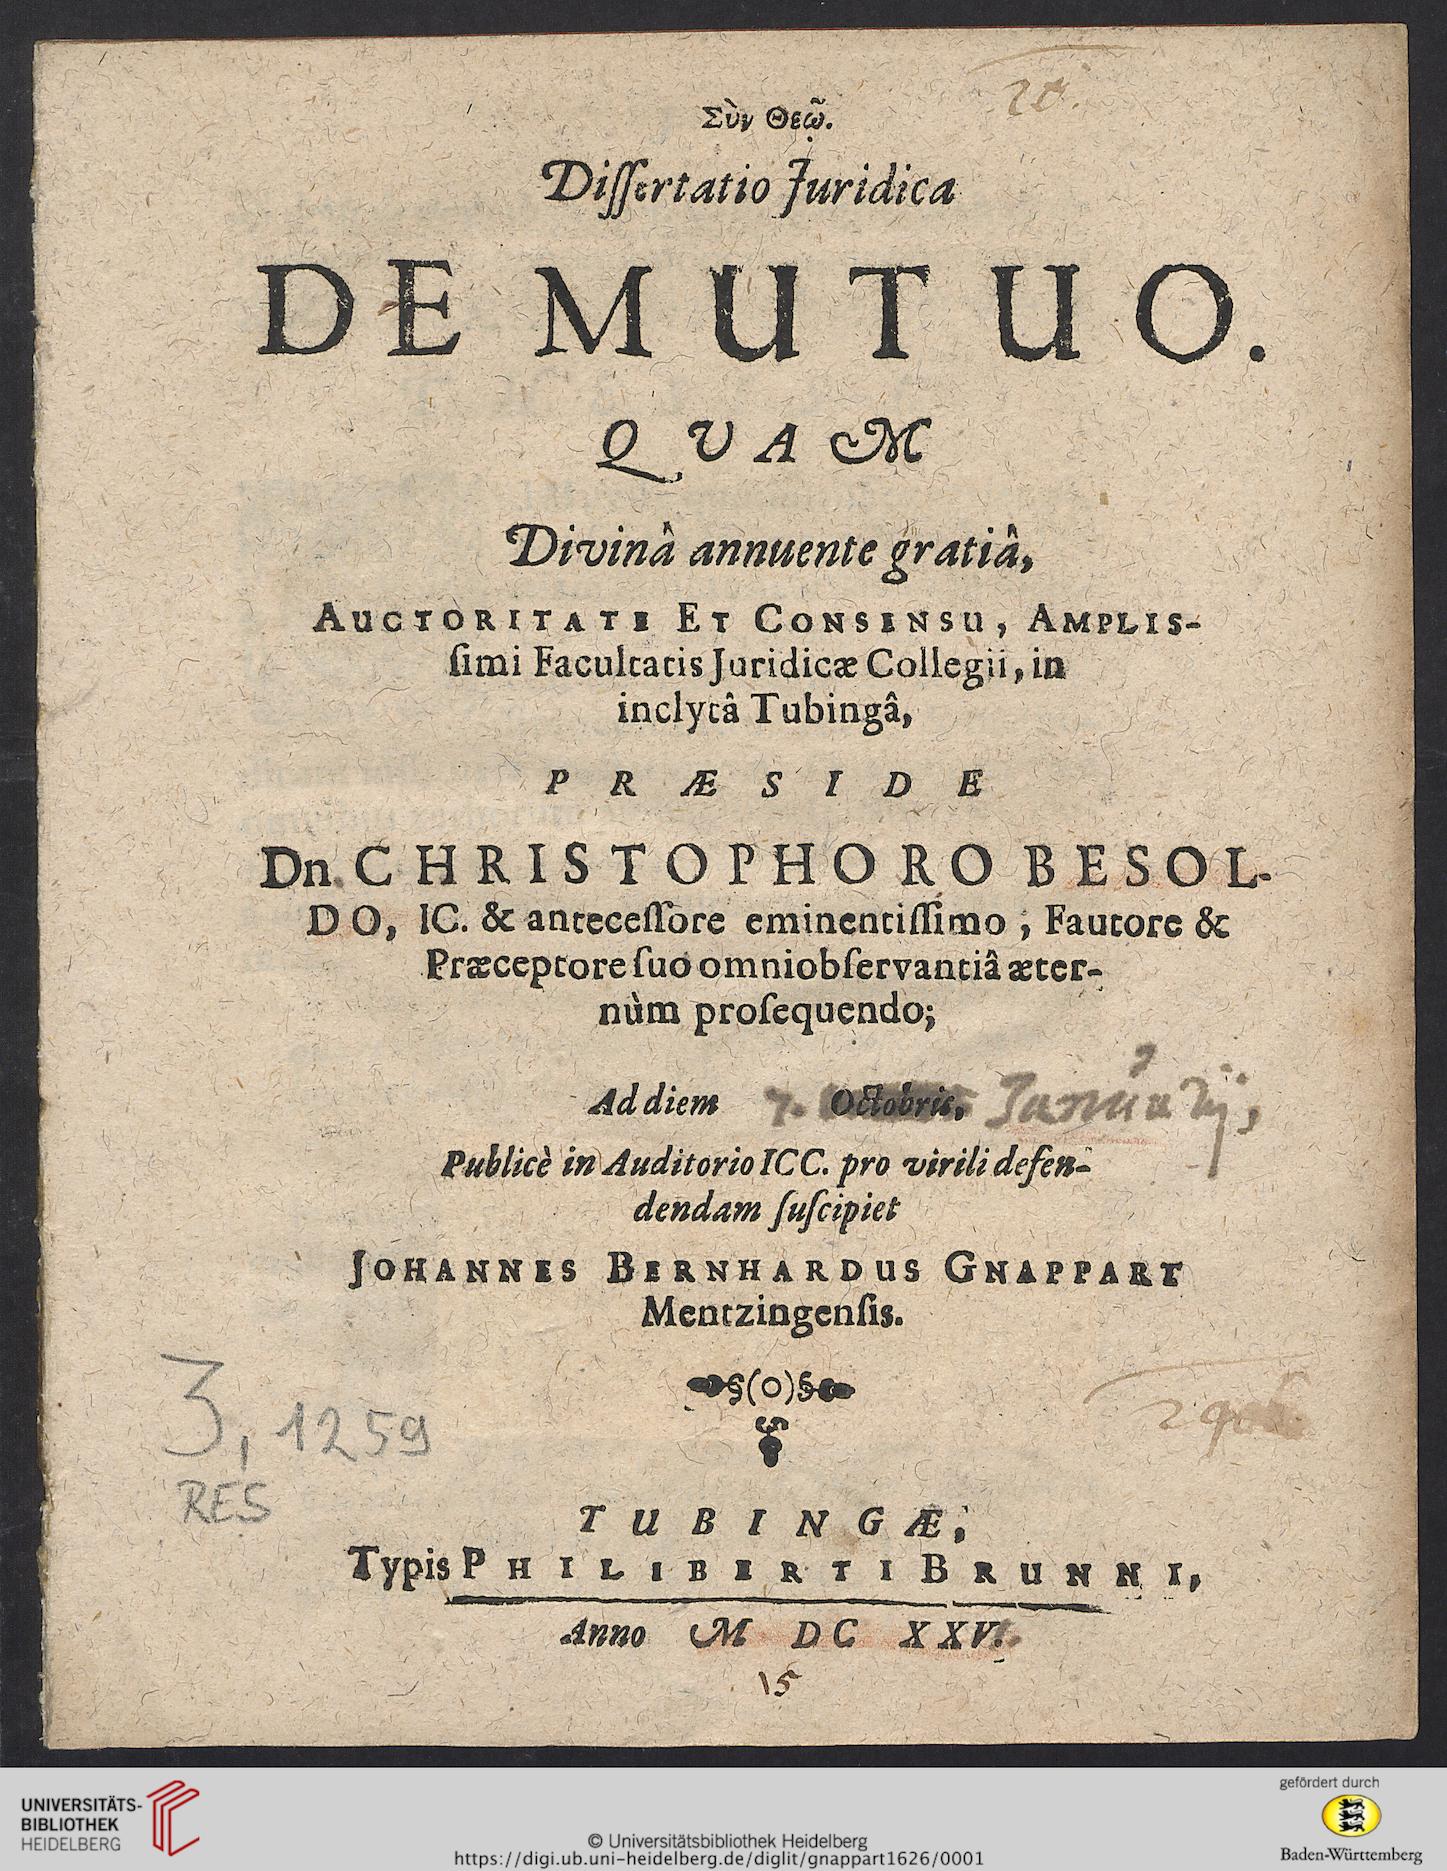 20.
Σὺν Θεῷ.
Dissertatio Juridica
DE MUTUO.
QUAM
Divinâ annuente gratiâ,
AUCTORITATE ET CONSENSU, AMPLIS-
simi Facultatis Juridicæ Collegii, in
inclytâ Tubingâ,
PRÆSIDE
Dn. CHRISTOPHORO BESOL-
DO, IC. & antecessore eminentissimo ; Fautore &
Præceptore suo omniobservantiâ æter-
nùm prosequendo;
Ad diem 7. Octobris, Januarij,
Publicè in Auditorio ICC. pro virili defen-
dendam suscipiet
JOHANNES BERNHARDUS GNAPPART
Mentzingensis.
§(O)§
3, 1259
RES
TUBINGÆ,
Typis PHILIBERTI BRUNNI,
Anno M DC XXVI.
15
UNIVERSITÄTS-
BIBLIOTHEK
HEIDELBERG
© Universitätsbibliothek Heidelberg
https://digi.ub.uni-heidelberg.de/diglit/gnappart1626/0001
gefördert durch
Baden-Württemberg